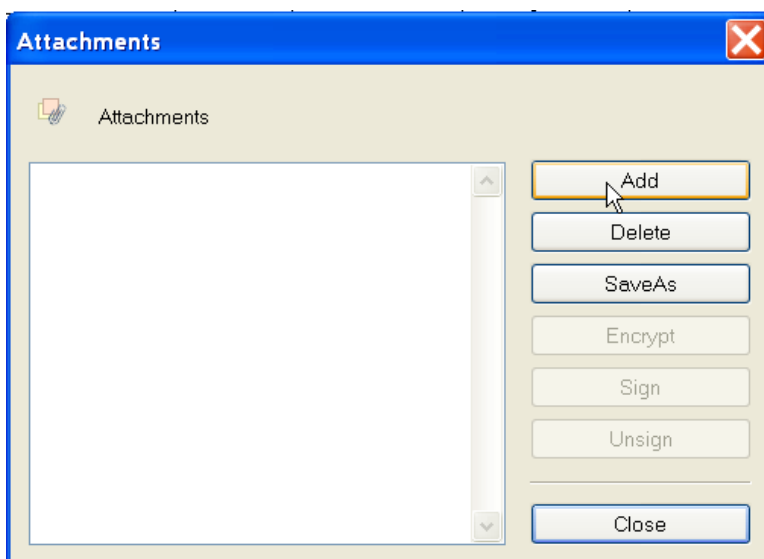 Attachments
Attachments
Add
Delete
SaveAs
Encrypt
Sign
Unsign
Close